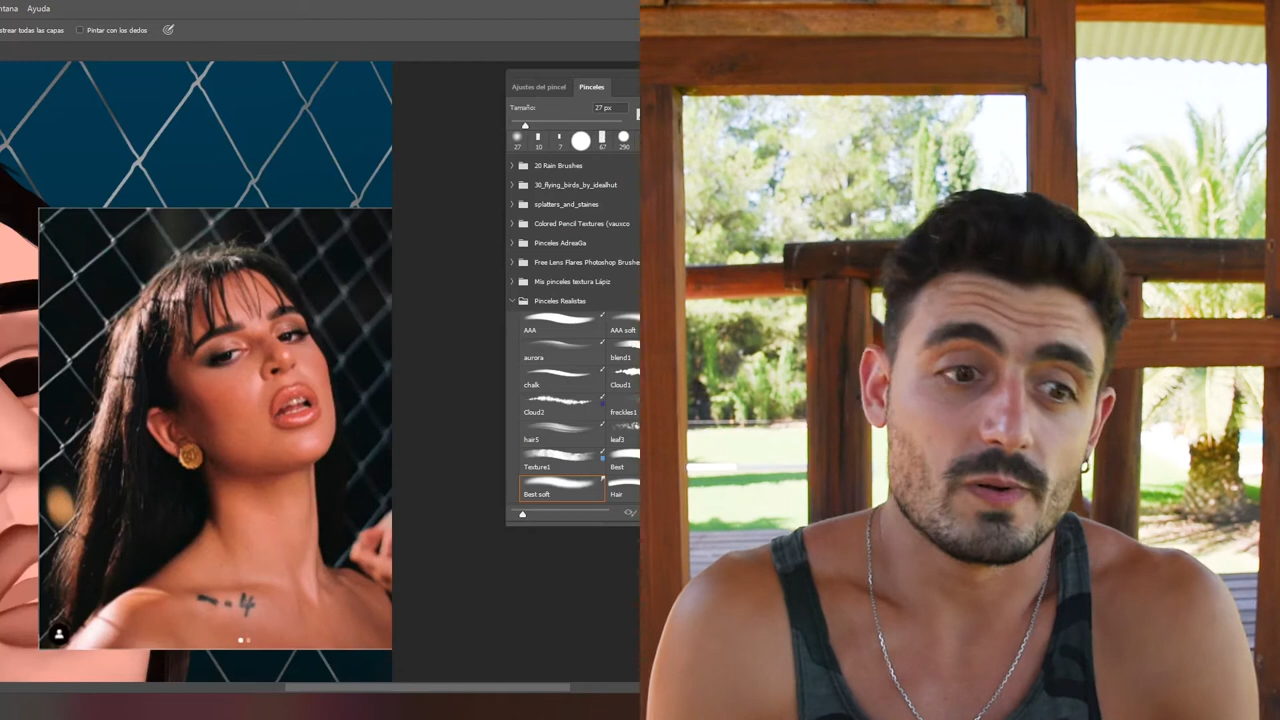 ntana Ayuda
strear todas las capas Pintar con los dedos
Ajustes del pincel Pinceles
Tamaño: 27 px
27 10 7 67 290
20 Rain Brushes
30_flying_birds_by_idealhut
splatters_and_staines
Colored Pencil Textures (vausco
Pinceles AdreaGa
Free Lens Flares Photoshop Brushe
Mis pinceles textura Lápiz
Pinceles Realistas
AAA AAA soft
aurora blend1
chalk Cloud1
Cloud2 freckles1
hair5 leaf3
Texture1 Best
Best soft Hair